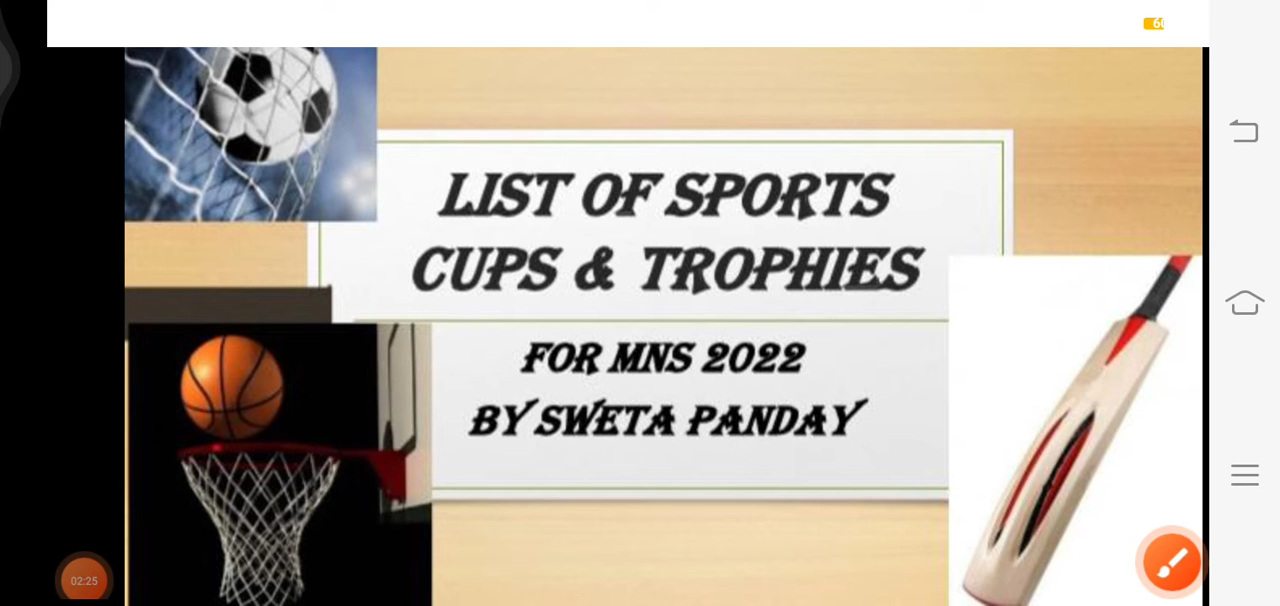 LIST OF SPORTS
CUPS & TROPHIES
FOR MNS 2022
BY SWETA PANDAY
02:25